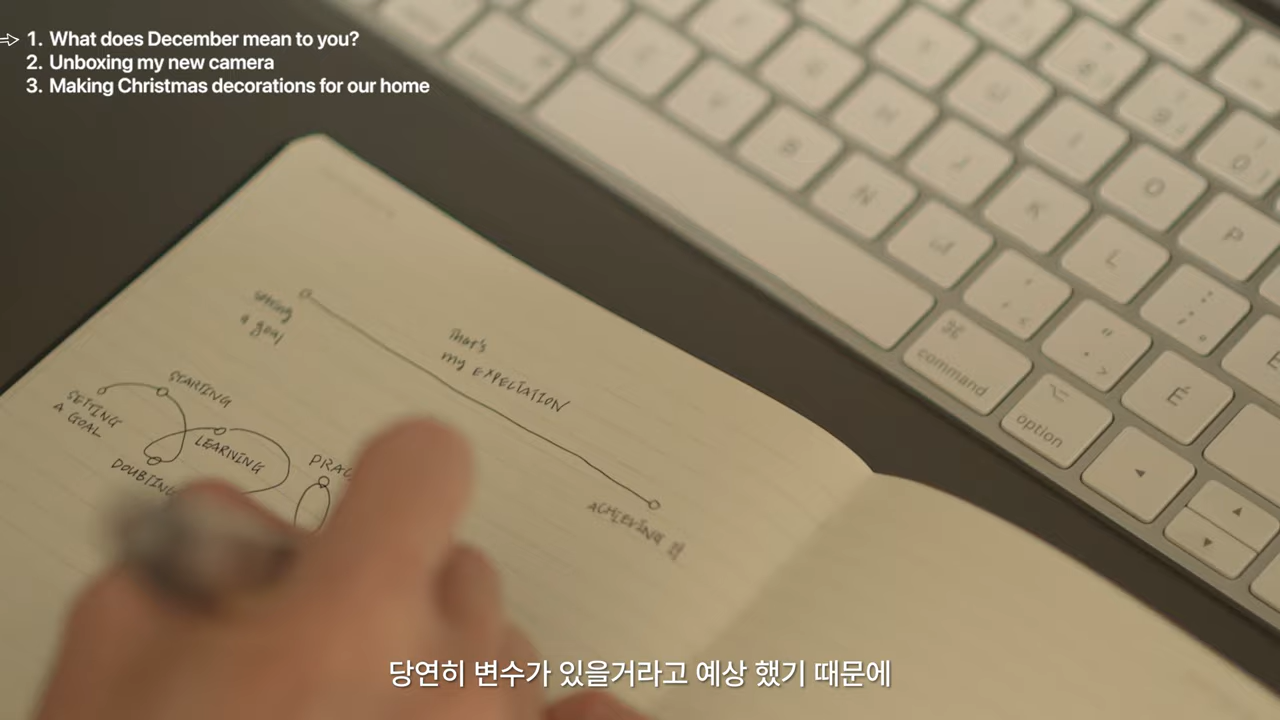 1. What does December mean to you?
2. Unboxing my new camera
3. Making Christmas decorations for our home
a goal
That's
my EXPECTATION
SETTING
A GOAL
STARTING
LEARNING
DOUBTING
ACHIEVING it
N
K
L
O
P
É
command
option
당연히 변수가 있을거라고 예상 했기 때문에